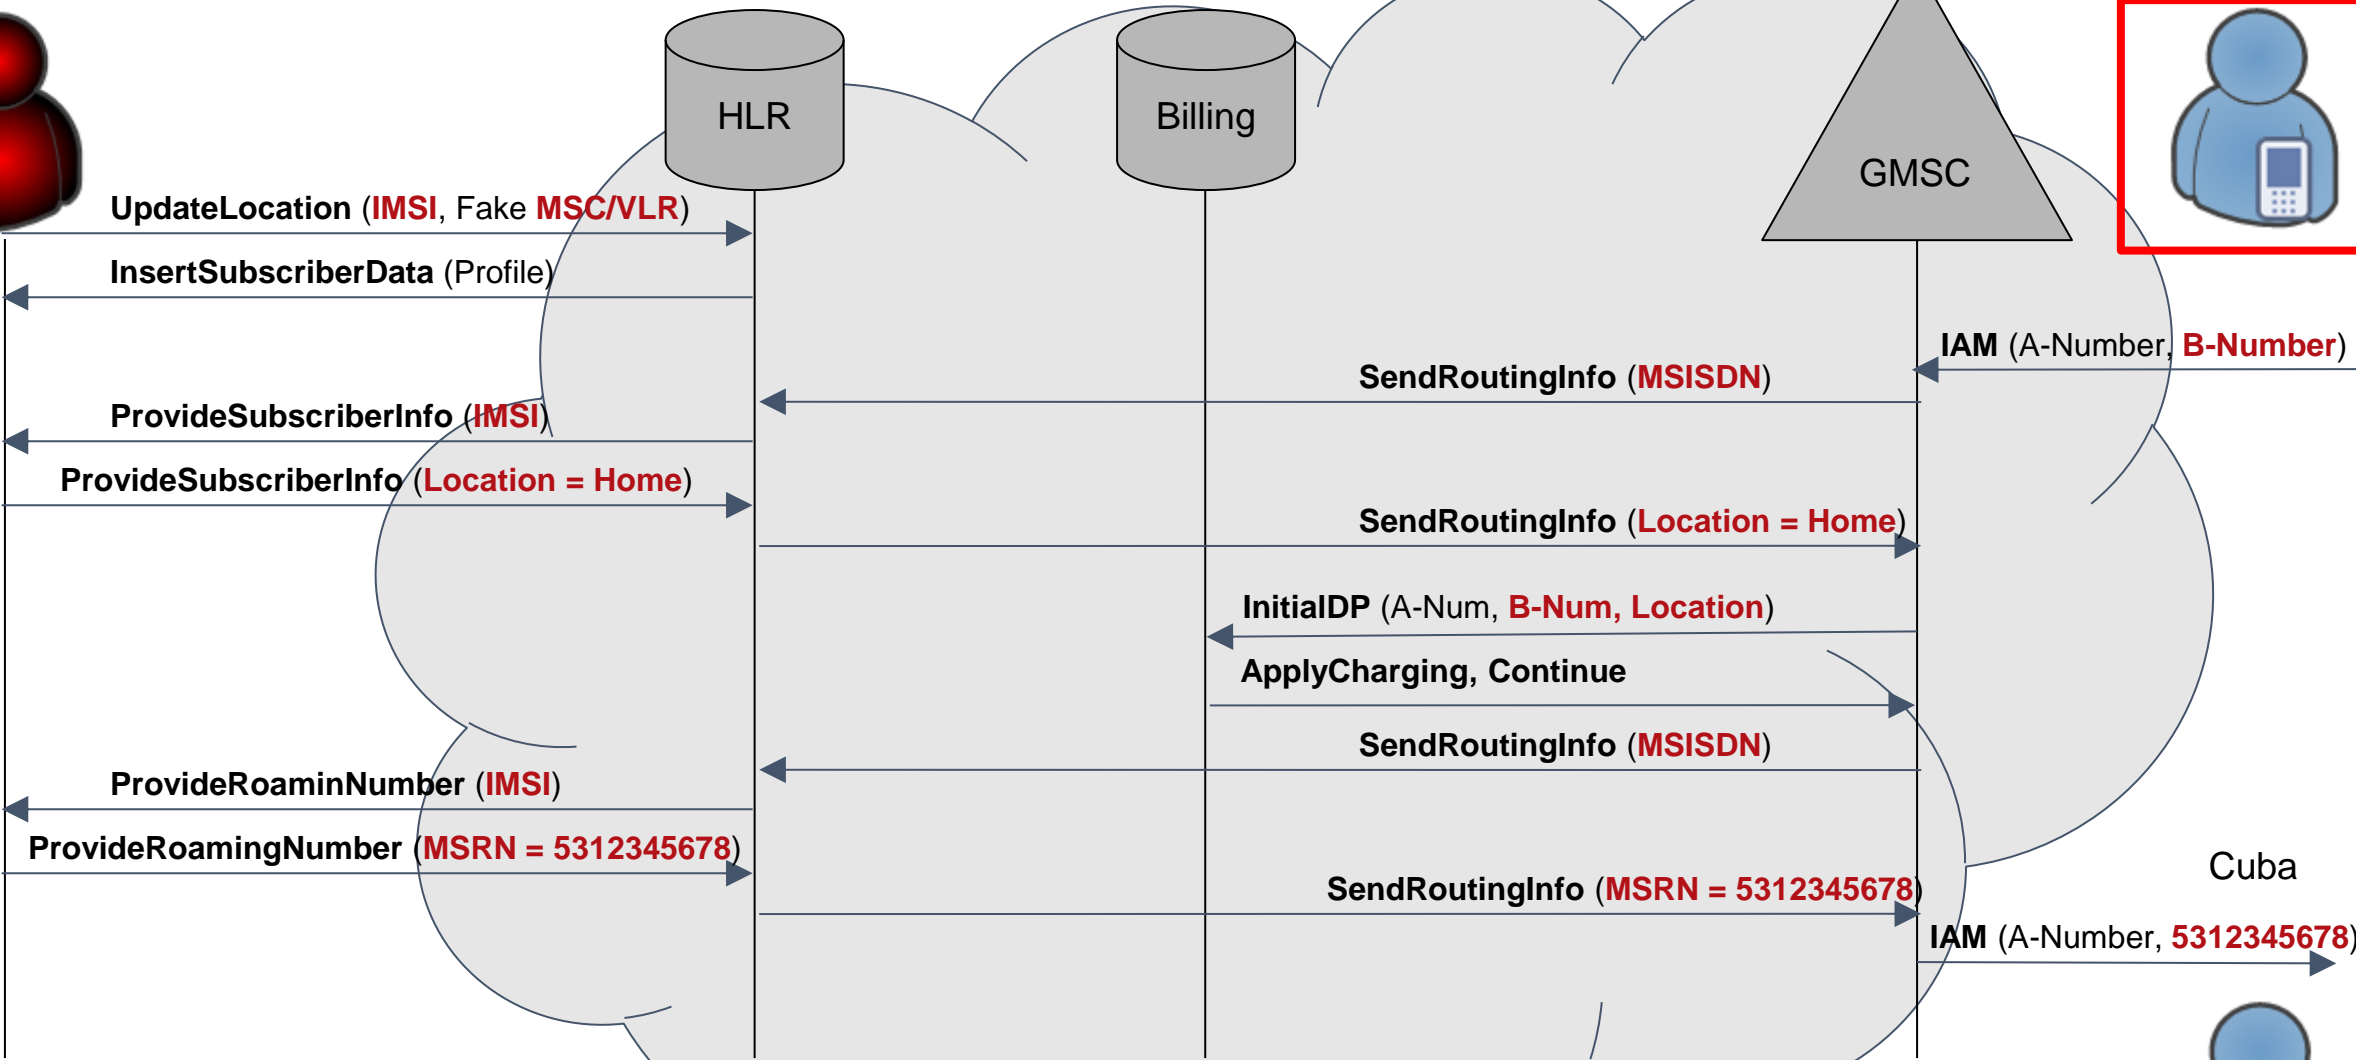 HLR
Billing
GMSC
UpdateLocation (IMSI, Fake MSC/VLR)
InsertSubscriberData (Profile)
IAM (A-Number, B-Number)
SendRoutingInfo (MSISDN)
ProvideSubscriberInfo (IMSI)
ProvideSubscriberInfo (Location = Home)
SendRoutingInfo (Location = Home)
InitialDP (A-Num, B-Num, Location)
ApplyCharging, Continue
SendRoutingInfo (MSISDN)
ProvideRoaminNumber (IMSI)
ProvideRoamingNumber (MSRN = 5312345678)
Cuba
SendRoutingInfo (MSRN = 5312345678)
IAM (A-Number, 5312345678)